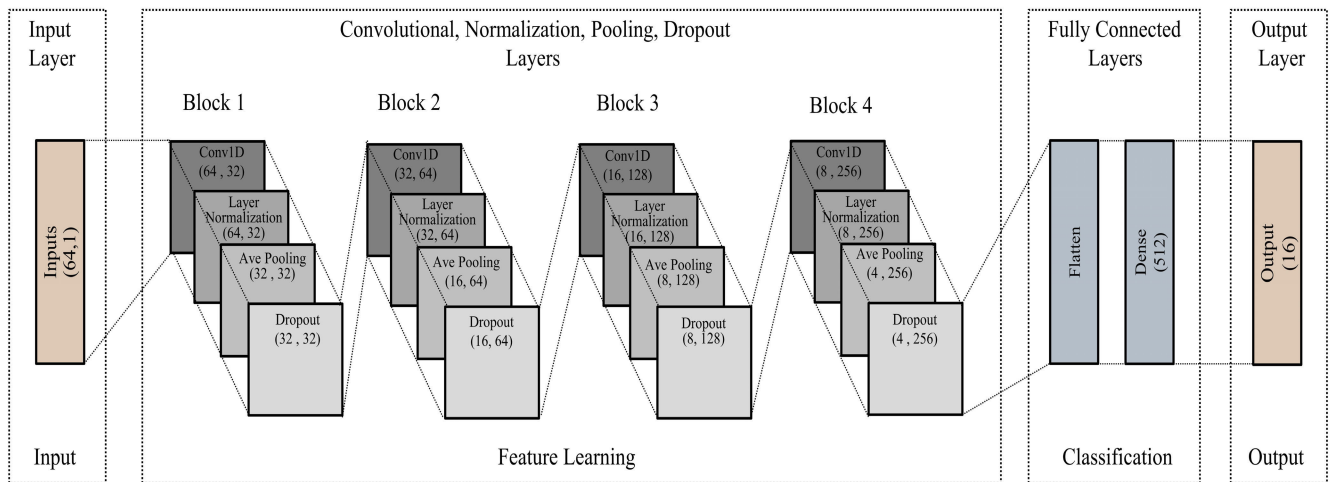 Input
Layer
Convolutional, Normalization, Pooling, Dropout
Layers
Fully Connected
Layers
Output
Layer
Block 1
Block 2
Block 3
Block 4
Inputs
(64,1)
Conv1D
(64 , 32)
Layer
Normalization
(64, 32)
Ave Pooling
(32 , 32)
Dropout
(32 , 32)
Conv1D
(32, 64)
Layer
Normalization
(32, 64)
Ave Pooling
(16, 64)
Dropout
(16, 64)
Conv1D
(16, 128)
Layer
Normalization
(16, 128)
Ave Pooling
(8, 128)
Dropout
(8, 128)
Conv1D
(8 , 256)
Layer
Normalization
(8 , 256)
Ave Pooling
(4 , 256)
Dropout
(4 , 256)
Flatten
Dense
(512)
Output
(16)
Input
Feature Learning
Classification
Output